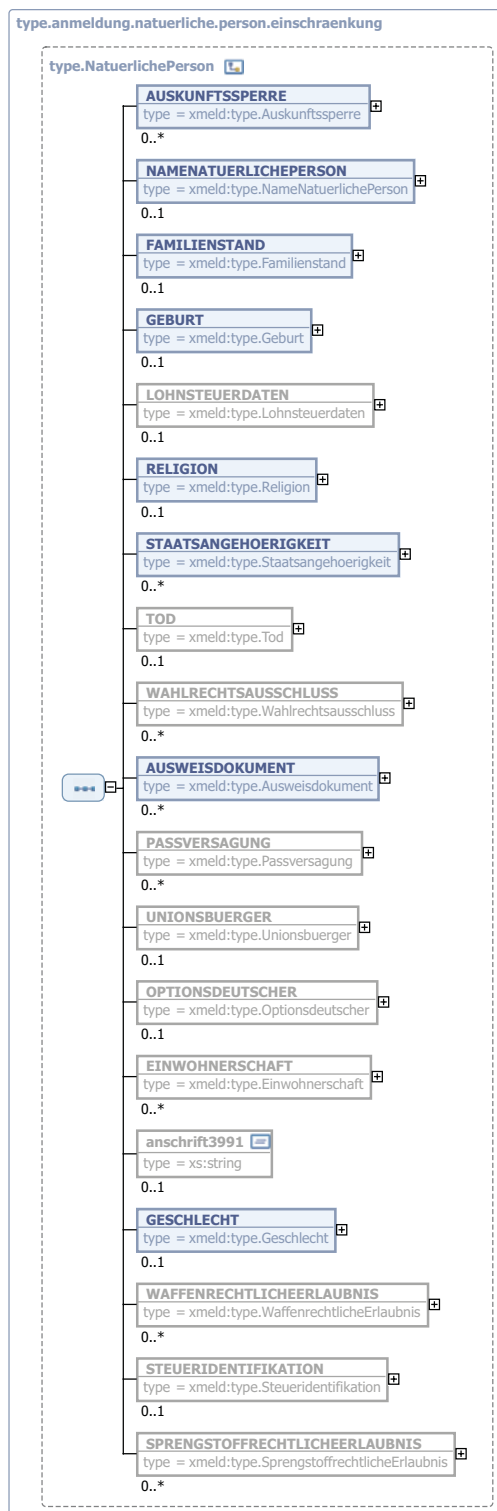 type.anmeldung.natuerliche.person.einschraenkung
type.NatuerlichePerson
AUSKUNFTSSPERRE
type = xmeld:type.Auskunftssperre
0..*
NAMENATUERLICHEPERSON
type = xmeld:type.NameNatuerlichePerson
0..1
FAMILIENSTAND
type = xmeld:type.Familienstand
0..1
GEBURT
type = xmeld:type.Geburt
0..1
LOHNSTEUERDATEN
type = xmeld:type.Lohnsteuerdaten
0..1
RELIGION
type = xmeld:type.Religion
0..1
STAATSANGEHOERIGKEIT
type = xmeld:type.Staatsangehoerigkeit
0..*
TOD
type = xmeld:type.Tod
0..1
WAHLRECHTSAUSSCHLUSS
type = xmeld:type.Wahlrechtsausschluss
0..*
AUSWEISDOKUMENT
type = xmeld:type.Ausweisdokument
0..*
PASSVERSAGUNG
type = xmeld:type.Passversagung
0..*
UNIONSBUERGER
type = xmeld:type.Unionsbuerger
0..1
OPTIONSDEUTSCHER
type = xmeld:type.Optionsdeutscher
0..1
EINWOHNERSCHAFT
type = xmeld:type.Einwohnerschaft
0..*
anschrift3991
type = xs:string
0..1
GESCHLECHT
type = xmeld:type.Geschlecht
0..1
WAFFENRECHTLICHEERLAUBNIS
type = xmeld:type.WaffenrechtlicheErlaubnis
0..*
STEUERIDENTIFIKATION
type = xmeld:type.Steueridentifikation
0..1
SPRENGSTOFFRECHTLICHEERLAUBNIS
type = xmeld:type.SprengstoffrechtlicheErlaubnis
0..*